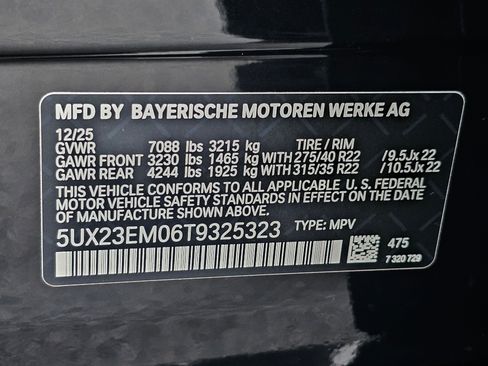 MFD BY BAYERISCHE MOTOREN WERKE AG
12/25
GVWR 7088 lbs 3215 kg TIRE / RIM
GAWR FRONT 3230 lbs 1465 kg WITH 275/40 R22 /9.5Jx 22
GAWR REAR 4244 lbs 1925 kg WITH 315/35 R22 /10.5Jx 22
THIS VEHICLE CONFORMS TO ALL APPLICABLE U. S. FEDERAL
MOTOR VEHICLE SAFETY STANDARDS IN EFFECT ON THE
DATE OF MANUFACTURE SHOWN ABOVE.
5UX23EM06T9325323 TYPE: MPV
475
7 320 729